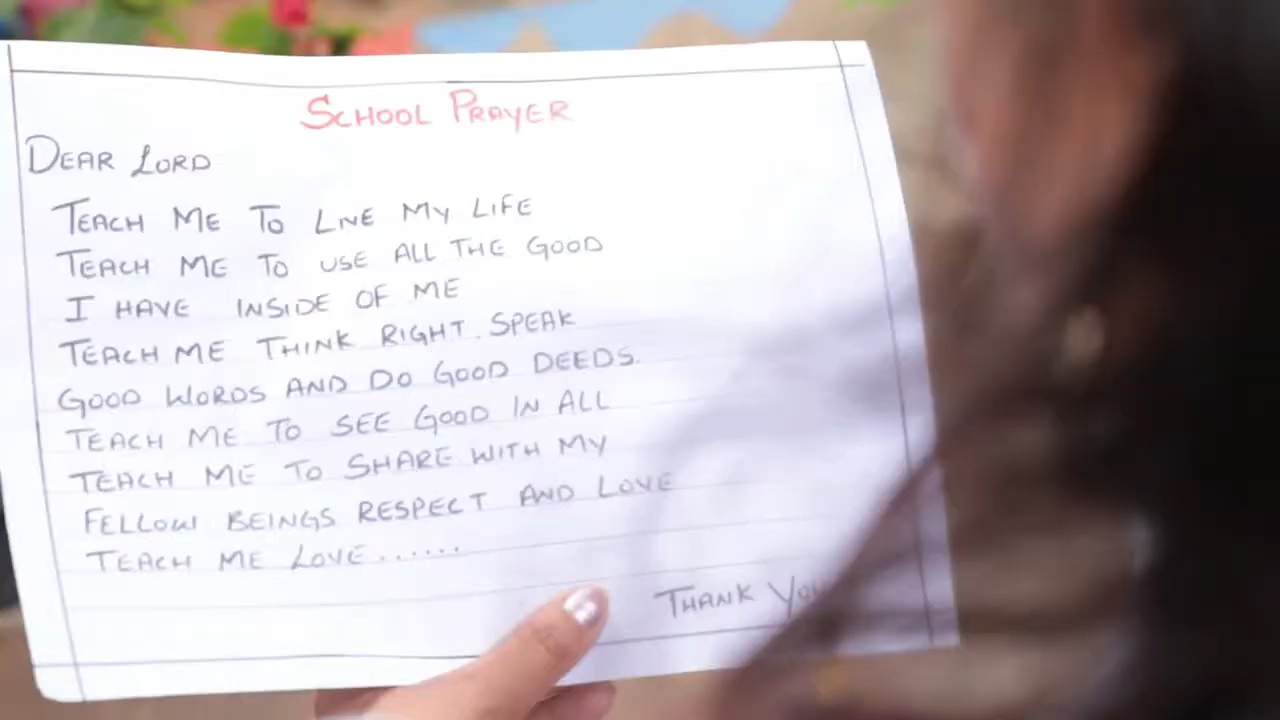 SCHOOL PRAYER
DEAR LORD
TEACH ME TO LIVE MY LIFE
TEACH ME TO USE ALL THE GOOD
I HAVE INSIDE OF ME
TEACH ME THINK RIGHT. SPEAK
GOOD WORDS AND DO GOOD DEEDS.
TEACH ME TO SEE GOOD IN ALL
TEACH ME TO SHARE WITH MY
FELLOW BEINGS RESPECT AND LOVE
TEACH ME LOVE......
THANK YOU